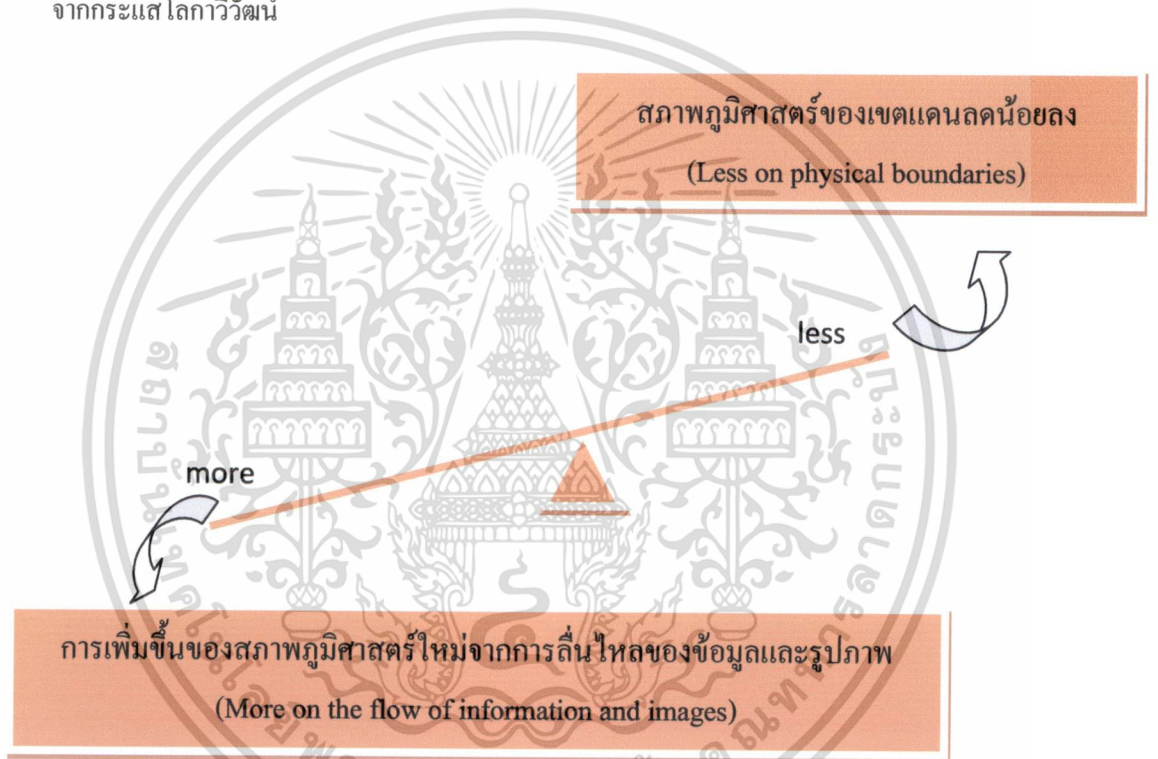 จากกระแสโลกาวิวัฒน์
สภาพภูมิศาสตร์ของเขตแดนลดน้อยลง
(Less on physical boundaries)
less
more
การเพิ่มขึ้นของสภาพภูมิศาสตร์ใหม่จากการลื่นไหลของข้อมูลและรูปภาพ
(More on the flow of information and images)